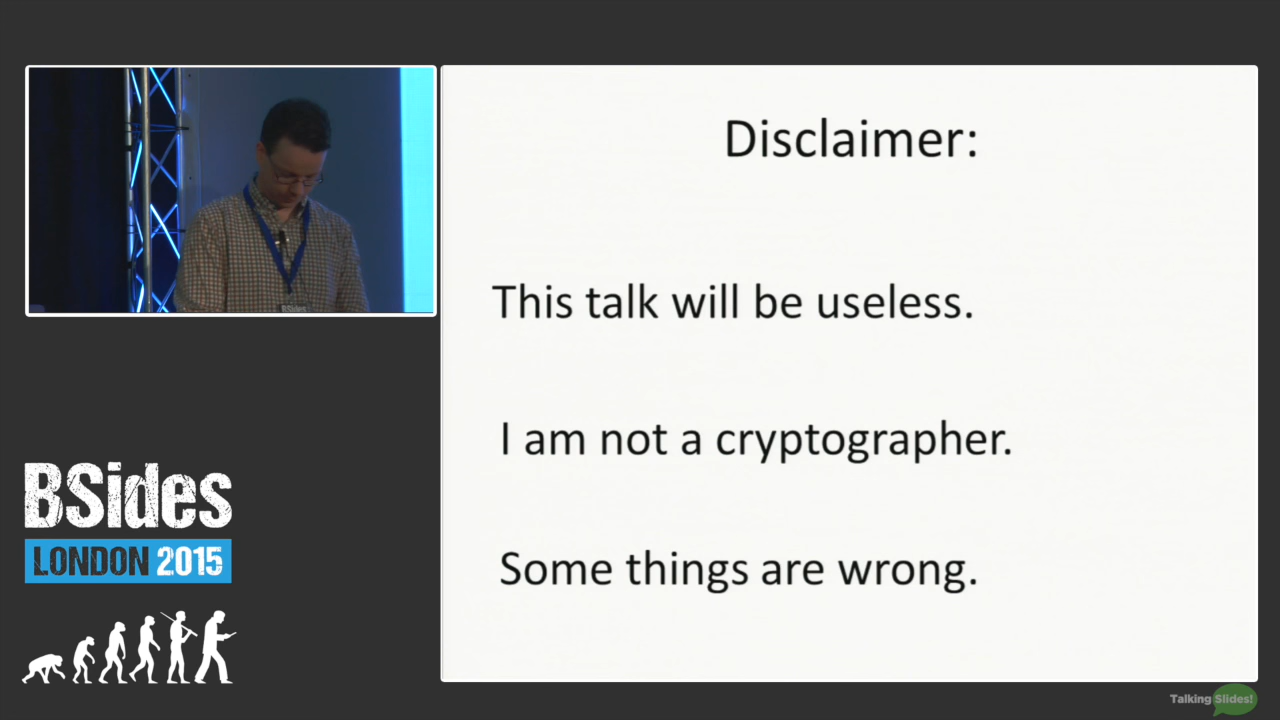 Disclaimer:
This talk will be useless.
I am not a cryptographer.
Some things are wrong.
BSides
LONDON 2015
Talking Slides!